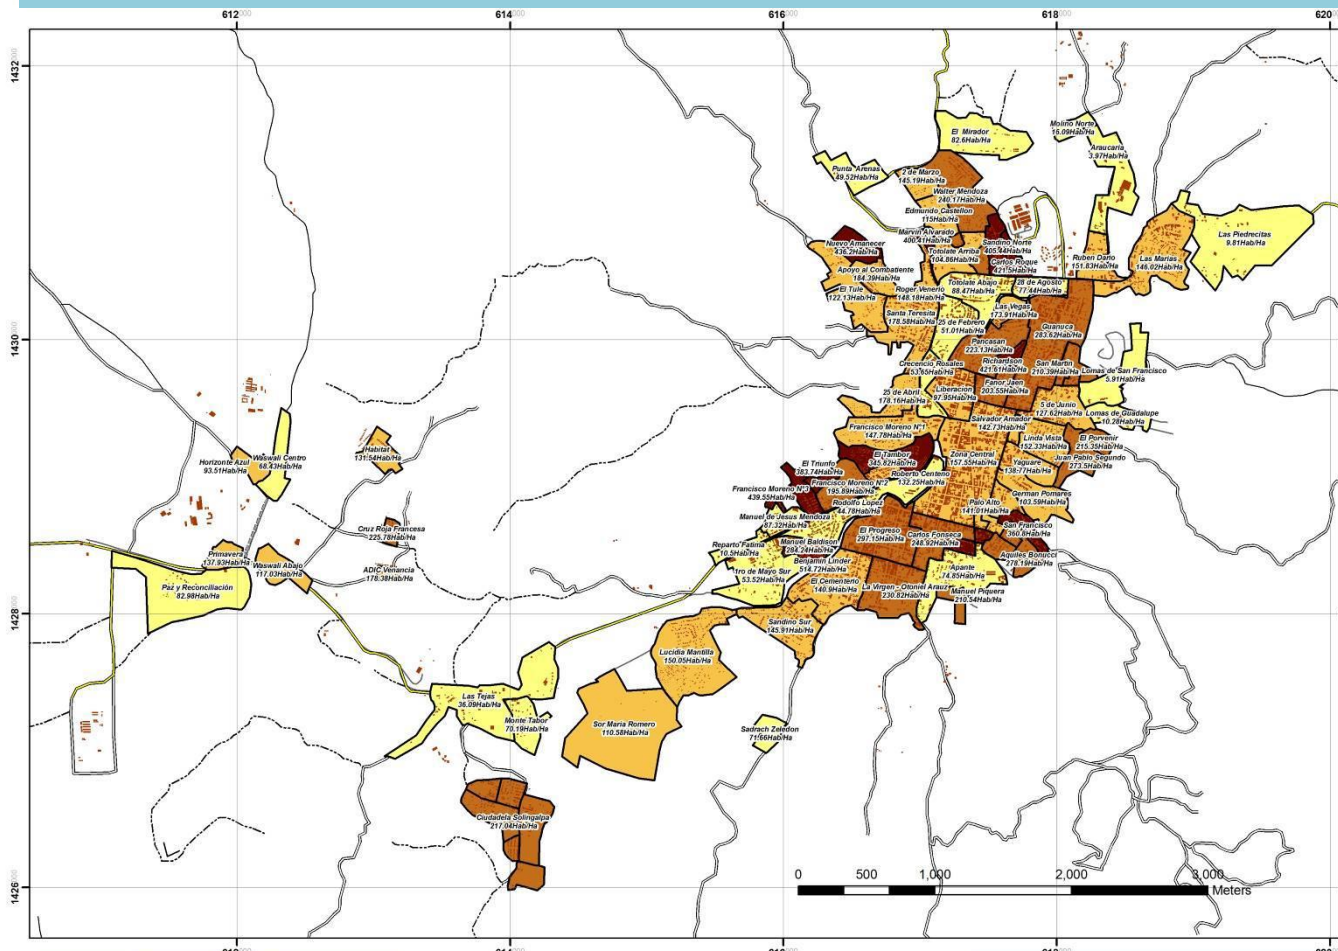 612000
614000
616000
618000
620
1432000
1430000
1428000
1426000
El Mirador
82.6Hab/Ha
Molino Norte
16.09Hab/Ha
Araucaria
3.97Hab/Ha
Punta Arenas
49.52Hab/Ha
2 de Marzo
145.19Hab/Ha
Walter Mendoza
240.17Hab/Ha
Edmundo Castellon
115Hab/Ha
Marvin Alvarado
400.41Hab/Ha
Sandino Norte
405.44Hab/Ha
Nuevo Amanecer
436.2Hab/Ha
Totolate Arriba
104.86Hab/Ha
Carlos Roque
421.5Hab/Ha
Ruben Dario
151.83Hab/Ha
Las Marias
146.02Hab/Ha
Las Piedrecitas
9.81Hab/Ha
Apoyo al Combatiente
184.39Hab/Ha
El Tule
122.13Hab/Ha
Roger Venerio
148.18Hab/Ha
Totolate Abajo
88.47Hab/Ha
28 de Agosto
77.44Hab/Ha
Las Vegas
173.91Hab/Ha
Santa Teresita
178.58Hab/Ha
25 de Febrero
51.01Hab/Ha
Guanuca
283.62Hab/Ha
Pancasan
223.13Hab/Ha
Richardson
421.61Hab/Ha
San Martin
210.39Hab/Ha
Lomas de San Francisco
5.91Hab/Ha
Crecencio Rosales
53.65Hab/Ha
Fanor Jaen
203.55Hab/Ha
25 de Abril
178.16Hab/Ha
Liberacion
97.95Hab/Ha
5 de Junio
127.62Hab/Ha
Lomas de Guadalupe
10.28Hab/Ha
Salvador Amador
142.73Hab/Ha
Francisco Moreno N°1
147.78Hab/Ha
Linda Vista
152.33Hab/Ha
El Porvenir
215.35Hab/Ha
El Tambor
345.82Hab/Ha
Zona Central
157.55Hab/Ha
Yaguare
138.77Hab/Ha
Juan Pablo Segundo
273.5Hab/Ha
El Triunfo
383.74Hab/Ha
Roberto Centeno
132.25Hab/Ha
Francisco Moreno N°2
195.89Hab/Ha
Francisco Moreno N°3
439.55Hab/Ha
German Pomares
103.59Hab/Ha
Rodolfo Lopez
44.78Hab/Ha
Palo Alto
141.01Hab/Ha
Manuel de Jesus Mendoza
87.32Hab/Ha
San Francisco
360.8Hab/Ha
El Progreso
297.15Hab/Ha
Carlos Fonseca
248.92Hab/Ha
Manuel Baldison
284.24Hab/Ha
Reparto Fatima
10.5Hab/Ha
Aquiles Bonucci
278.19Hab/Ha
Benjamin Linder
514.72Hab/Ha
1ro de Mayo Sur
53.52Hab/Ha
Apante
74.85Hab/Ha
El Cementerio
140.9Hab/Ha
La Virgen - Otoniel Arauz
230.82Hab/Ha
Manuel Piquera
210.54Hab/Ha
Sandino Sur
145.91Hab/Ha
Horizonte Azul
93.51Hab/Ha
Waswali Centro
68.43Hab/Ha
Habitat
131.54Hab/Ha
Cruz Roja Francesa
225.78Hab/Ha
Primavera
137.93Hab/Ha
Waswali Abajo
117.03Hab/Ha
ADIC Venancia
178.38Hab/Ha
Paz y Reconciliación
82.98Hab/Ha
Lucidia Mantilla
150.05Hab/Ha
Las Tejas
36.09Hab/Ha
Monte Tabor
70.19Hab/Ha
Sor Maria Romero
110.58Hab/Ha
Sadrach Zeledon
71.66Hab/Ha
Ciudadela Solingalpa
217.04Hab/Ha
0 500 1,000 2,000 3,000
Meters